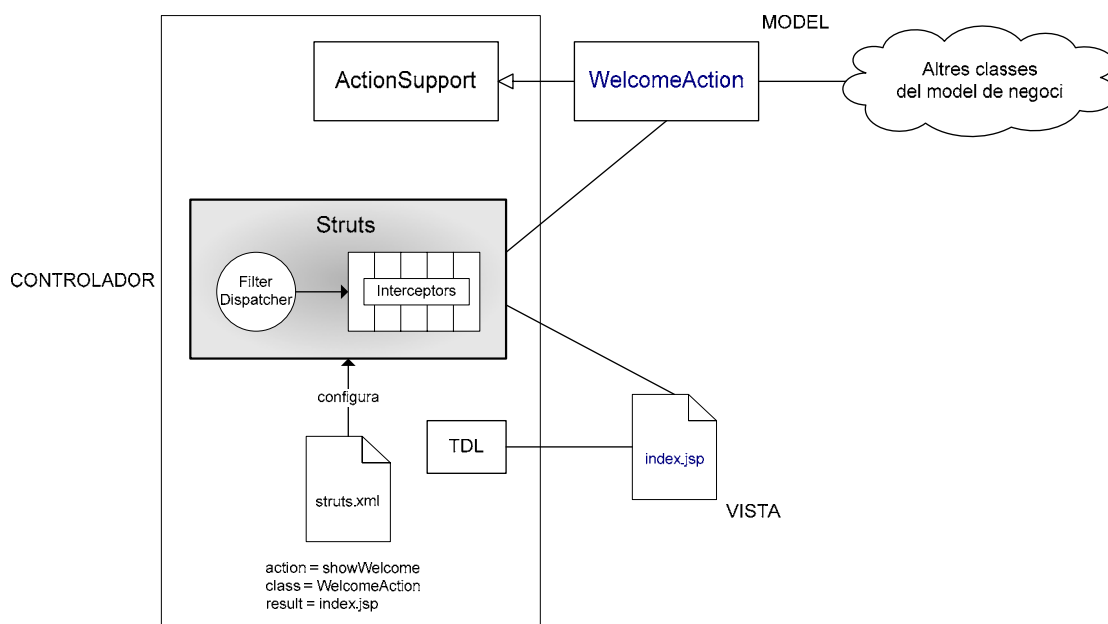 MODEL
ActionSupport
WelcomeAction
Altres classes
del model de negoci
Struts
CONTROLADOR
Filter
Dispatcher
Interceptors
configura
TDL
index.jsp
struts.xml
VISTA
action = showWelcome
class = WelcomeAction
result = index.jsp